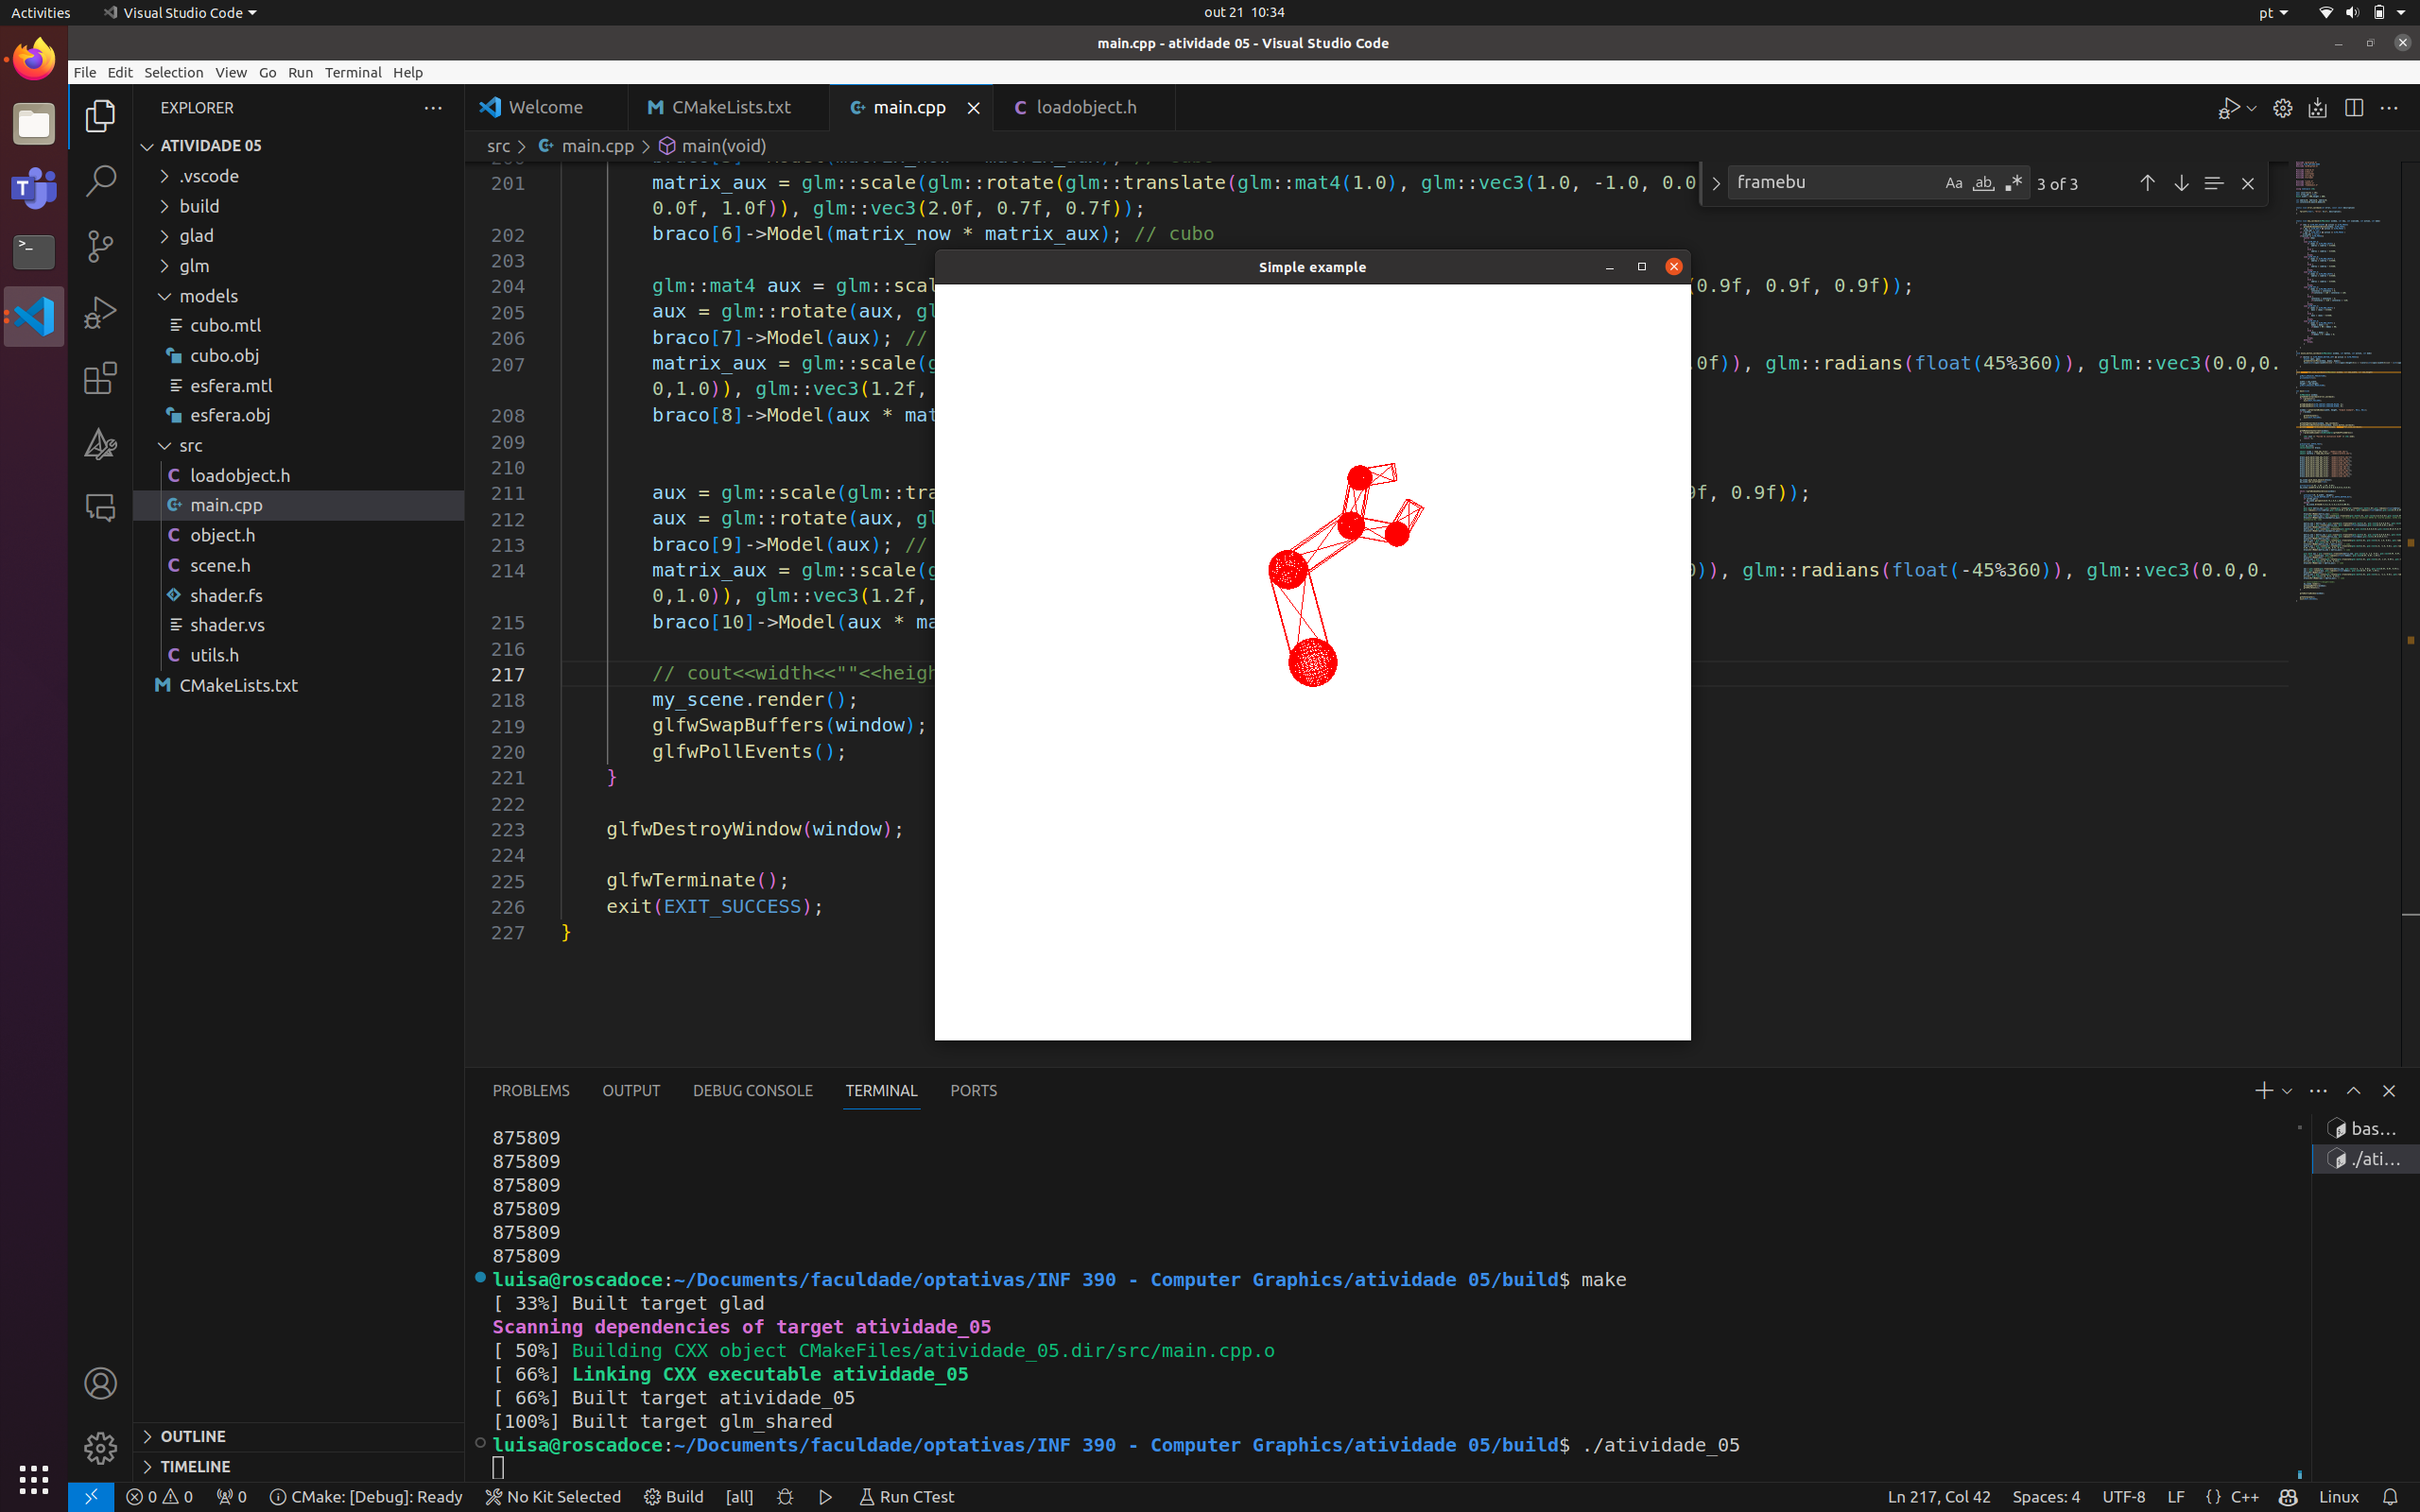 Activities
Visual Studio Code
out 21 10:34
pt
main.cpp - atividade 05 - Visual Studio Code
File Edit Selection View Go Run Terminal Help
EXPLORER
ATIVIDADE 05
.vscode
build
glad
glm
models
cubo.mtl
cubo.obj
esfera.mtl
esfera.obj
src
loadobject.h
main.cpp
object.h
scene.h
shader.fs
shader.vs
utils.h
CMakeLists.txt
OUTLINE
TIMELINE
Welcome
CMakeLists.txt
main.cpp
loadobject.h
src > main.cpp > main(void)
framebu
Aa ab .* 3 of 3
201 matrix_aux = glm::scale(glm::rotate(glm::translate(glm::mat4(1.0), glm::vec3(1.0, -1.0, 0.0
0.0f, 1.0f)), glm::vec3(2.0f, 0.7f, 0.7f));
202 braco[6]->Model(matrix_now * matrix_aux); // cubo
203
204 glm::mat4 aux = glm::scal (0.9f, 0.9f, 0.9f));
205 aux = glm::rotate(aux, gl
206 braco[7]->Model(aux); //
207 matrix_aux = glm::scale(g .0f)), glm::radians(float(45%360)), glm::vec3(0.0,0.
0,1.0)), glm::vec3(1.2f,
208 braco[8]->Model(aux * mat
209
210
211 aux = glm::scale(glm::tra 9f, 0.9f));
212 aux = glm::rotate(aux, gl
213 braco[9]->Model(aux); //
214 matrix_aux = glm::scale(g )), glm::radians(float(-45%360)), glm::vec3(0.0,0.
0,1.0)), glm::vec3(1.2f,
215 braco[10]->Model(aux * ma
216
217 // cout<<width<<""<<heigh
218 my_scene.render();
219 glfwSwapBuffers(window);
220 glfwPollEvents();
221 }
222
223 glfwDestroyWindow(window);
224
225 glfwTerminate();
226 exit(EXIT_SUCCESS);
227 }
Simple example
PROBLEMS OUTPUT DEBUG CONSOLE TERMINAL PORTS
875809
875809
875809
875809
875809
875809
luisa@roscadoce:~/Documents/faculdade/optativas/INF 390 - Computer Graphics/atividade 05/build$ make
[ 33%] Built target glad
Scanning dependencies of target atividade_05
[ 50%] Building CXX object CMakeFiles/atividade_05.dir/src/main.cpp.o
[ 66%] Linking CXX executable atividade_05
[ 66%] Built target atividade_05
[100%] Built target glm_shared
luisa@roscadoce:~/Documents/faculdade/optativas/INF 390 - Computer Graphics/atividade 05/build$ ./atividade_05
bas...
./ati...
0 0 0 CMake: [Debug]: Ready No Kit Selected Build [all] Run CTest
Ln 217, Col 42 Spaces: 4 UTF-8 LF {} C++ Linux